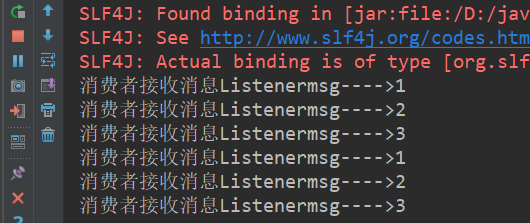 SLF4J: Found binding in [jar:file:/D:/jav
SLF4J: See http://www.slf4j.org/codes.htm
SLF4J: Actual binding is of type [org.slf
消费者接收消息Listenermsg---->1
消费者接收消息Listenermsg---->2
消费者接收消息Listenermsg---->3
消费者接收消息Listenermsg---->1
消费者接收消息Listenermsg---->2
消费者接收消息Listenermsg---->3